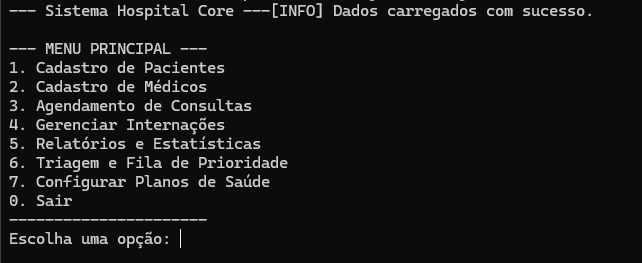 --- Sistema Hospital Core ---[INFO] Dados carregados com sucesso.
--- MENU PRINCIPAL ---
1. Cadastro de Pacientes
2. Cadastro de Médicos
3. Agendamento de Consultas
4. Gerenciar Internações
5. Relatórios e Estatísticas
6. Triagem e Fila de Prioridade
7. Configurar Planos de Saúde
0. Sair
----------------------
Escolha uma opção: